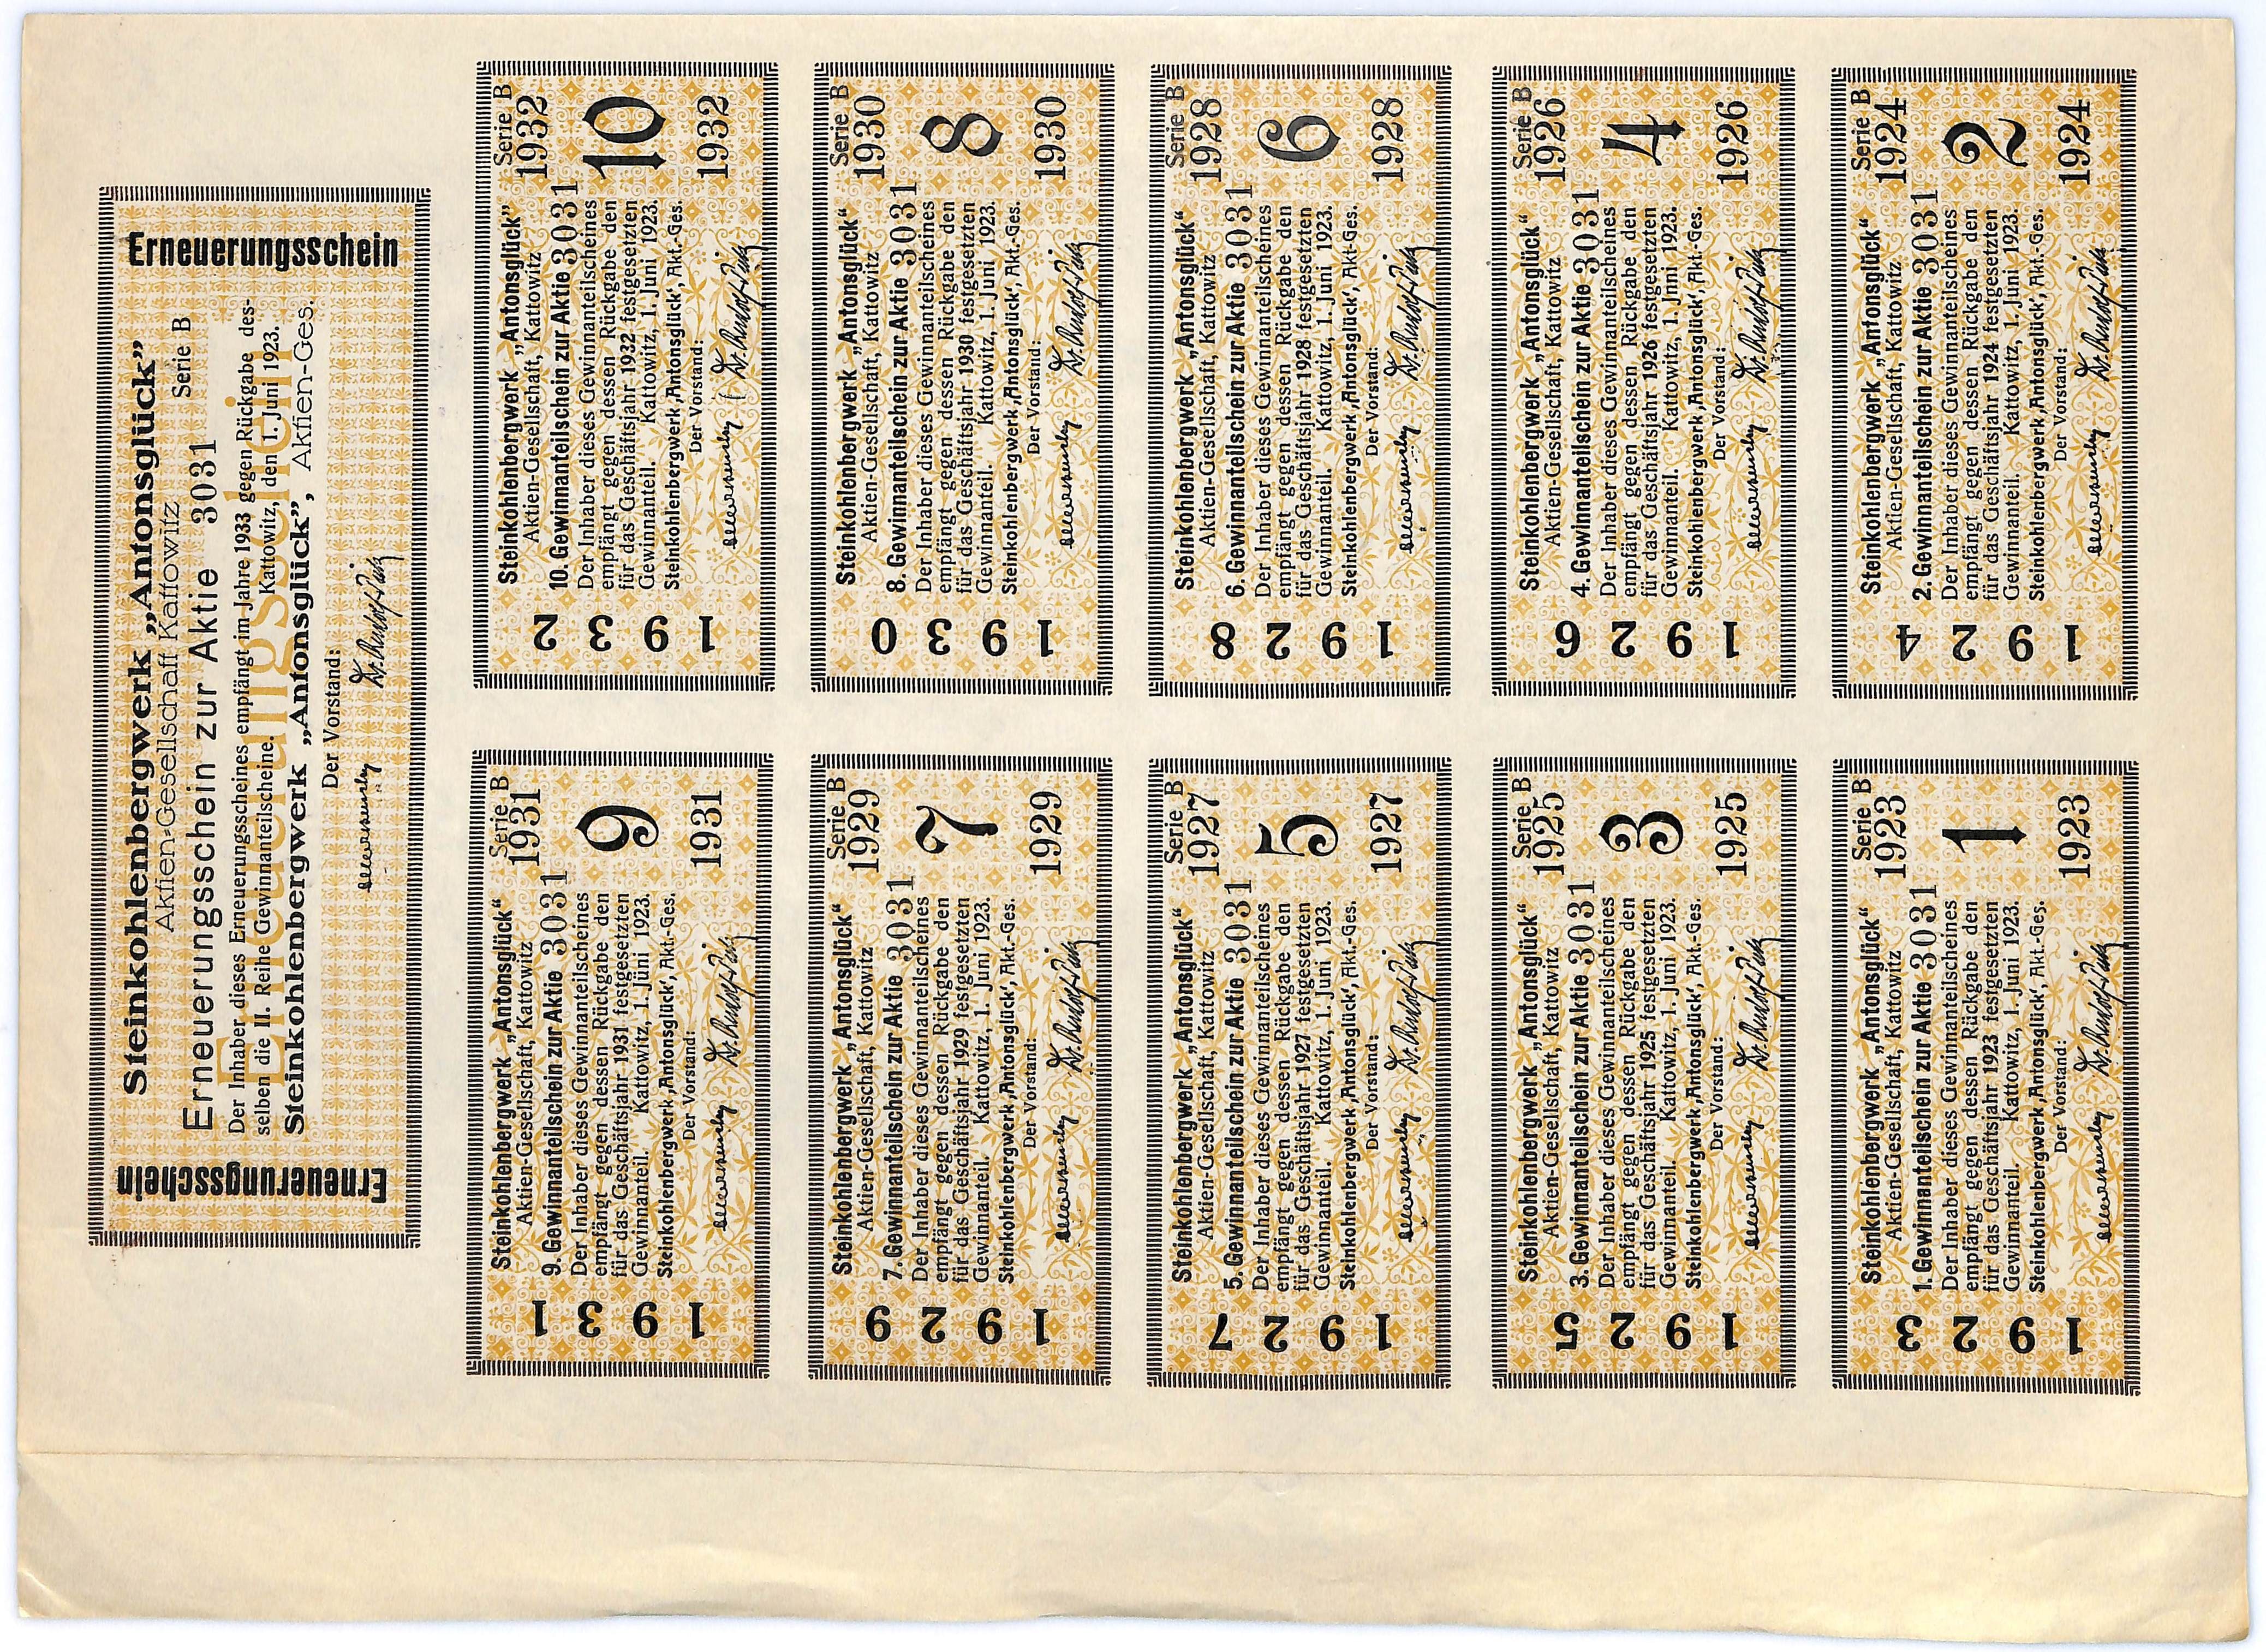 Erneuerungsschein
Steinkohlenbergwerk „Antonsglück”
Aktien-Gesellschaft Kattowitz
Erneuerungsschein zur Aktie 3031 Serie B
Der Inhaber dieses Erneuerungsscheines empfängt im Jahre 1933 gegen Rückgabe des-
selben die II. Reihe Gewinnanteilscheine. Kattowitz, den 1. Juni 1923.
Steinkohlenbergwerk „Antonsglück”, Aktien-Ges.
Der Vorstand:
Erneuerungsschein
Erneuerungsschein
1931
Steinkohlenbergwerk „Antonsglück“ Serie B
Aktien-Gesellschaft, Kattowitz 1931
9. Gewinnanteilschein zur Aktie 3031
Der Inhaber dieses Gewinnanteilscheines
empfängt gegen dessen Rückgabe den
für das Geschäftsjahr 1931 festgesetzten
Gewinnanteil. Kattowitz, 1. Juni 1923.
Steinkohlenbergwerk ‚Antonsglück‘, Akt.-Ges.
Der Vorstand:
9
1931
1932
Steinkohlenbergwerk „Antonsglück” Serie B
Aktien-Gesellschaft, Kattowitz 1932
10. Gewinnanteilschein zur Aktie 3031
Der Inhaber dieses Gewinnanteilscheines
empfängt gegen dessen Rückgabe den
für das Geschäftsjahr 1932 festgesetzten
Gewinnanteil. Kattowitz, 1. Juni 1923.
Steinkohlenbergwerk ‚Antonsglück‘, Akt.-Ges.
Der Vorstand:
10
1932
1929
Steinkohlenbergwerk „Antonsglück“ Serie B
Aktien-Gesellschaft, Kattowitz 1929
7. Gewinnanteilschein zur Aktie 3031
Der Inhaber dieses Gewinnanteilscheines
empfängt gegen dessen Rückgabe den
für das Geschäftsjahr 1929 festgesetzten
Gewinnanteil. Kattowitz, 1. Juni 1923.
Steinkohlenbergwerk ‚Antonsglück‘, Akt.-Ges.
Der Vorstand:
7
1929
1930
Steinkohlenbergwerk „Antonsglück“ Serie B
Aktien-Gesellschaft, Kattowitz 1930
8. Gewinnanteilschein zur Aktie 3031
Der Inhaber dieses Gewinnanteilscheines
empfängt gegen dessen Rückgabe den
für das Geschäftsjahr 1930 festgesetzten
Gewinnanteil. Kattowitz, 1. Juni 1923.
Steinkohlenbergwerk ‚Antonsglück‘, Akt.-Ges.
Der Vorstand:
8
1930
1927
Steinkohlenbergwerk „Antonsglück“ Serie B
Aktien-Gesellschaft, Kattowitz 1927
5. Gewinnanteilschein zur Aktie 3031
Der Inhaber dieses Gewinnanteilscheines
empfängt gegen dessen Rückgabe den
für das Geschäftsjahr 1927 festgesetzten
Gewinnanteil. Kattowitz, 1. Juni 1923.
Steinkohlenbergwerk ‚Antonsglück‘, Akt.-Ges.
Der Vorstand:
5
1927
1928
Steinkohlenbergwerk „Antonsglück“ Serie B
Aktien-Gesellschaft, Kattowitz 1928
6. Gewinnanteilschein zur Aktie 3031
Der Inhaber dieses Gewinnanteilscheines
empfängt gegen dessen Rückgabe den
für das Geschäftsjahr 1928 festgesetzten
Gewinnanteil. Kattowitz, 1. Juni 1923.
Steinkohlenbergwerk ‚Antonsglück‘, Akt.-Ges.
Der Vorstand:
6
1928
1925
Steinkohlenbergwerk „Antonsglück“ Serie B
Aktien-Gesellschaft, Kattowitz 1925
3. Gewinnanteilschein zur Aktie 3031
Der Inhaber dieses Gewinnanteilscheines
empfängt gegen dessen Rückgabe den
für das Geschäftsjahr 1925 festgesetzten
Gewinnanteil. Kattowitz, 1. Juni 1923.
Steinkohlenbergwerk ‚Antonsglück‘, Akt.-Ges.
Der Vorstand:
3
1925
1926
Steinkohlenbergwerk „Antonsglück“ Serie B
Aktien-Gesellschaft, Kattowitz 1926
4. Gewinnanteilschein zur Aktie 3031
Der Inhaber dieses Gewinnanteilscheines
empfängt gegen dessen Rückgabe den
für das Geschäftsjahr 1926 festgesetzten
Gewinnanteil. Kattowitz, 1. Juni 1923.
Steinkohlenbergwerk ‚Antonsglück‘, Akt.-Ges.
Der Vorstand:
4
1926
1923
Steinkohlenbergwerk „Antonsglück“ Serie B
Aktien-Gesellschaft, Kattowitz 1923
1. Gewinnanteilschein zur Aktie 3031
Der Inhaber dieses Gewinnanteilscheines
empfängt gegen dessen Rückgabe den
für das Geschäftsjahr 1923 festgesetzten
Gewinnanteil. Kattowitz, 1. Juni 1923.
Steinkohlenbergwerk ‚Antonsglück‘, Akt.-Ges.
Der Vorstand:
1
1923
1924
Steinkohlenbergwerk „Antonsglück“ Serie B
Aktien-Gesellschaft, Kattowitz 1924
2. Gewinnanteilschein zur Aktie 3031
Der Inhaber dieses Gewinnanteilscheines
empfängt gegen dessen Rückgabe den
für das Geschäftsjahr 1924 festgesetzten
Gewinnanteil. Kattowitz, 1. Juni 1923.
Steinkohlenbergwerk ‚Antonsglück‘, Akt.-Ges.
Der Vorstand:
2
1924